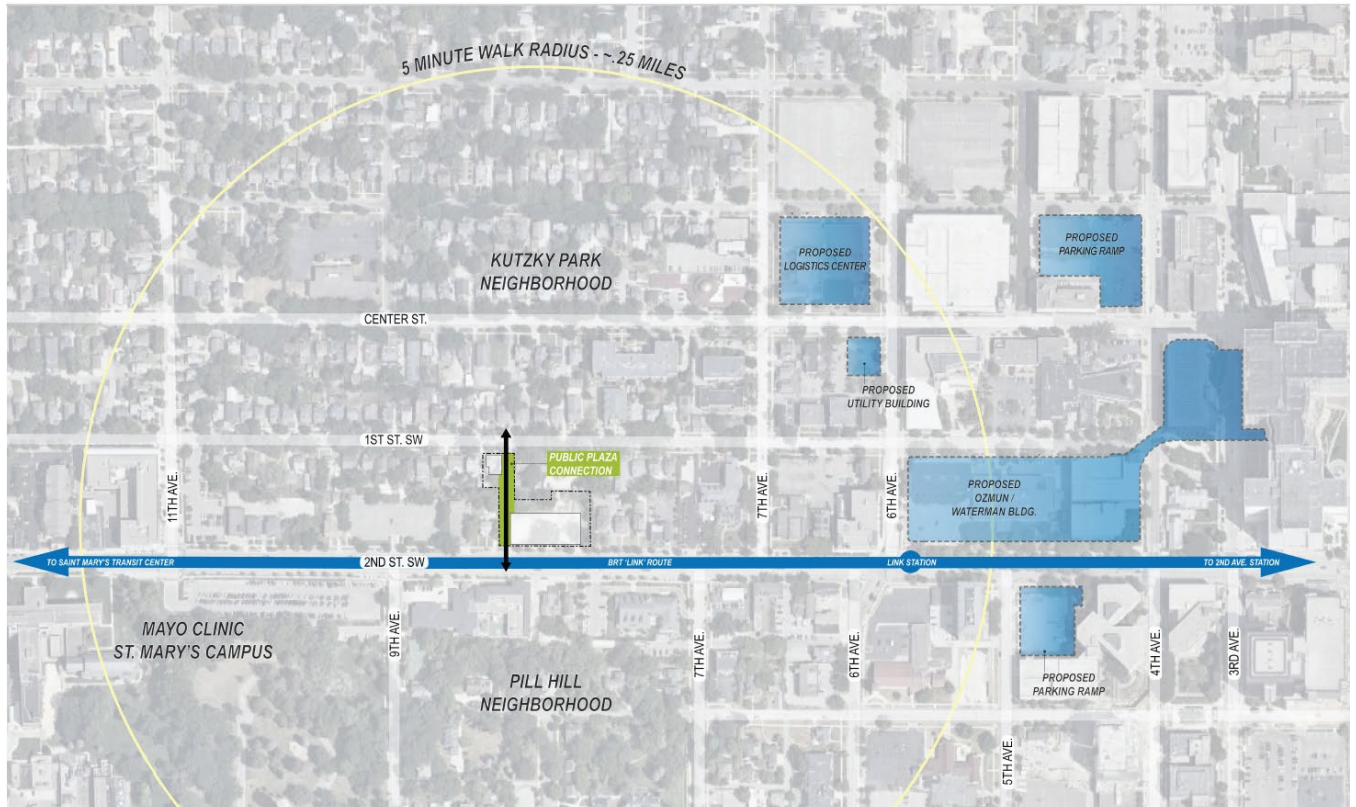 5 MINUTE WALK RADIUS - ~.25 MILES
KUTZKY PARK
NEIGHBORHOOD
PROPOSED
LOGISTICS CENTER
PROPOSED
PARKING RAMP
CENTER ST.
PROPOSED
UTILITY BUILDING
1ST ST. SW
PUBLIC PLAZA
CONNECTION
11TH AVE.
7TH AVE.
6TH AVE.
PROPOSED
OZMUN /
WATERMAN BLDG.
TO SAINT MARY'S TRANSIT CENTER
2ND ST. SW
BRT 'LINK' ROUTE
LINK STATION
TO 2ND AVE. STATION
MAYO CLINIC
ST. MARY'S CAMPUS
9TH AVE.
PILL HILL
NEIGHBORHOOD
7TH AVE.
6TH AVE.
PROPOSED
PARKING RAMP
4TH AVE.
3RD AVE.
5TH AVE.